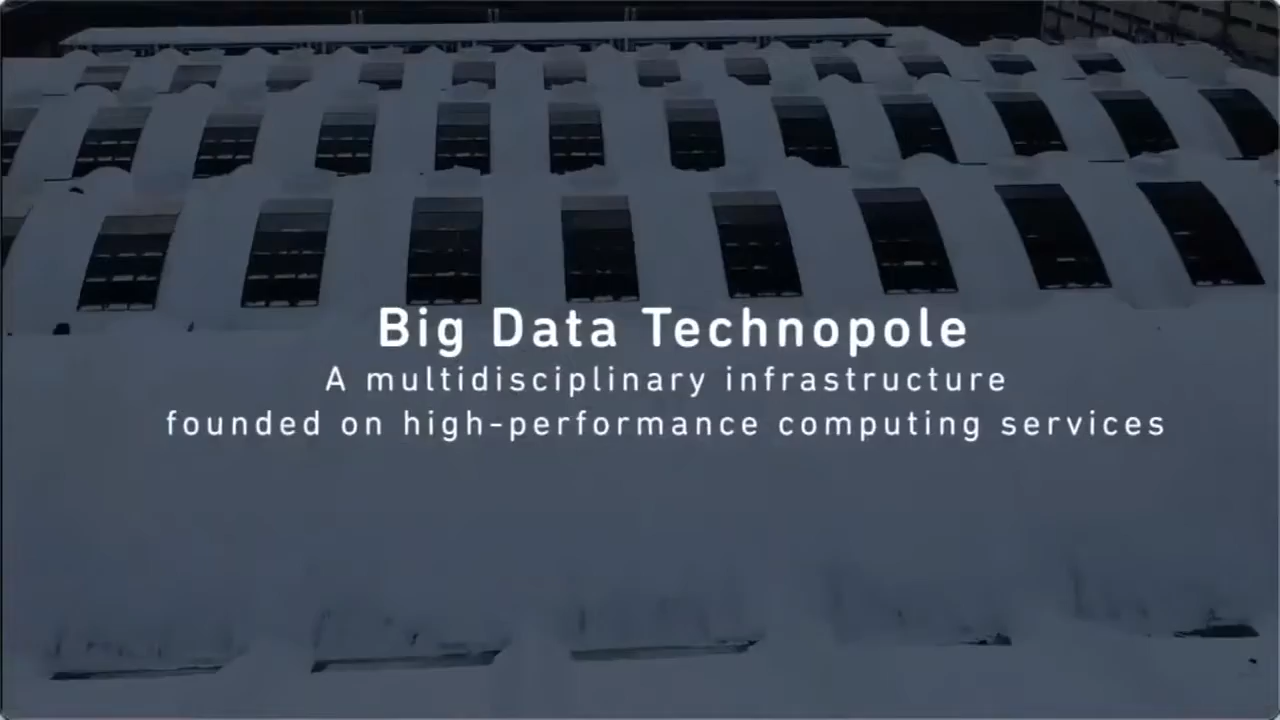 Big Data Technopole
A multidisciplinary infrastructure
founded on high-performance computing services